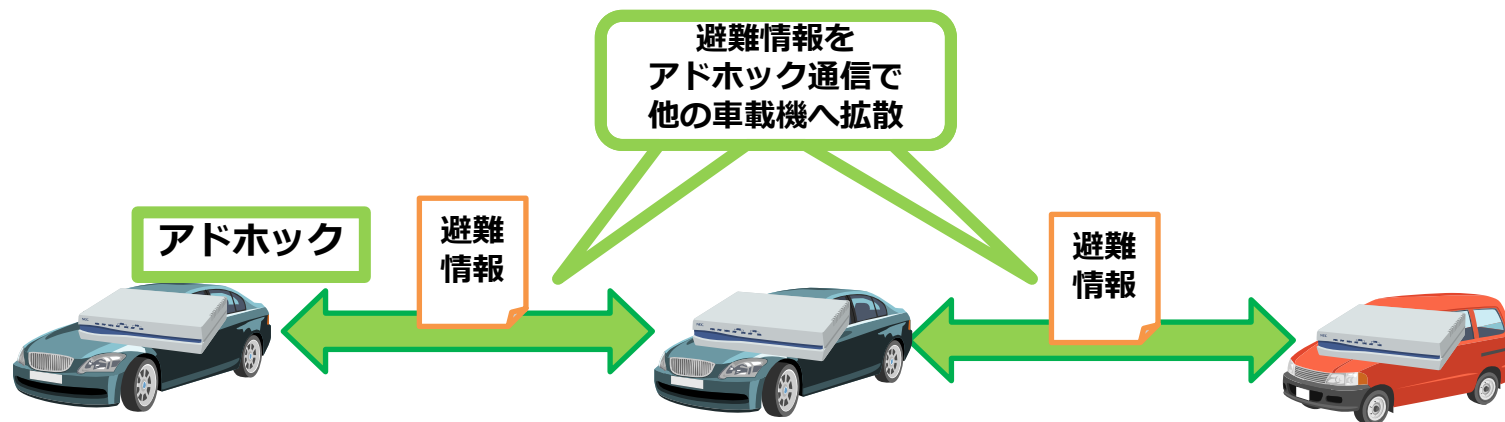 避難情報を
アドホック通信で
他の車載機へ拡散
アドホック
避難
情報
避難
情報